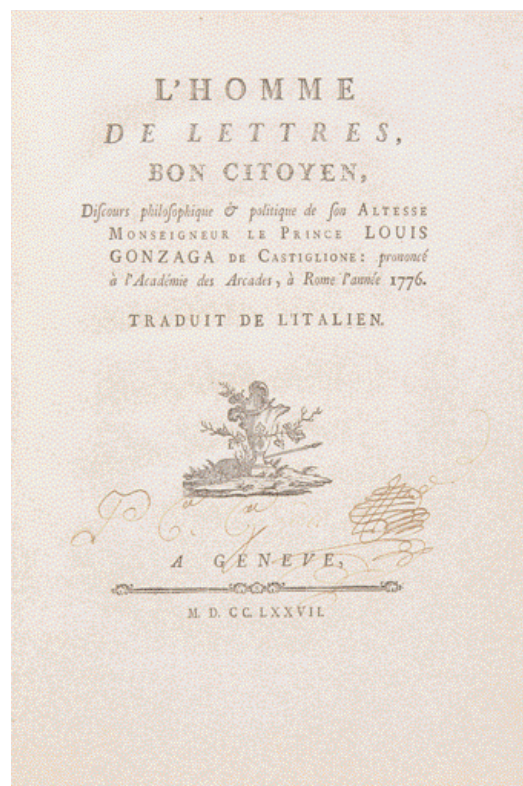 L'HOMME
DE LETTRES,
BON CITOYEN,
Diſcours philoſophique & politique de ſon ALTESSE
MONSEIGNEUR LE PRINCE LOUIS
GONZAGA DE CASTIGLIONE: prononcé
à l'Académie des Arcades, à Rome l'année 1776.
TRADUIT DE L'ITALIEN.
A GENEVE,
M. D. CC. LXXVII.